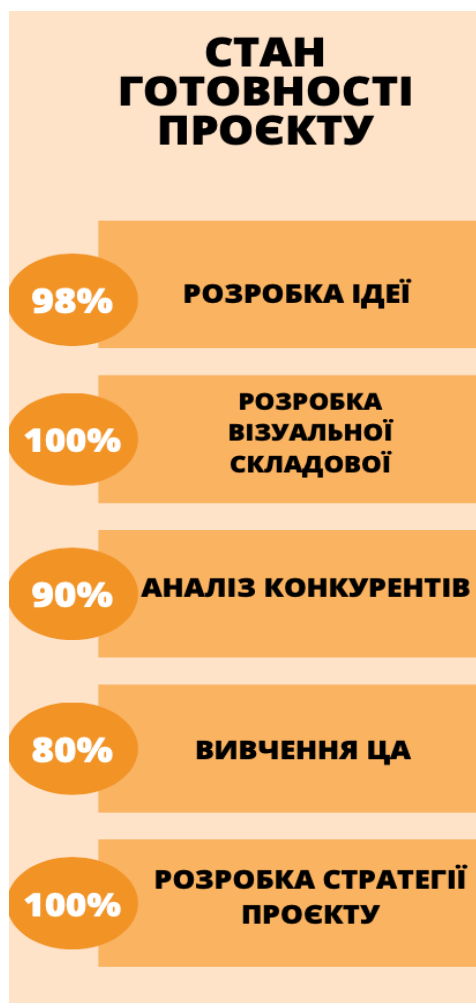 СТАН
ГОТОВНОСТІ
ПРОЄКТУ
98%
РОЗРОБКА ІДЕЇ
100%
РОЗРОБКА
ВІЗУАЛЬНОЇ
СКЛАДОВОЇ
90%
АНАЛІЗ КОНКУРЕНТІВ
80%
ВИВЧЕННЯ ЦА
100%
РОЗРОБКА СТРАТЕГІЇ
ПРОЄКТУ